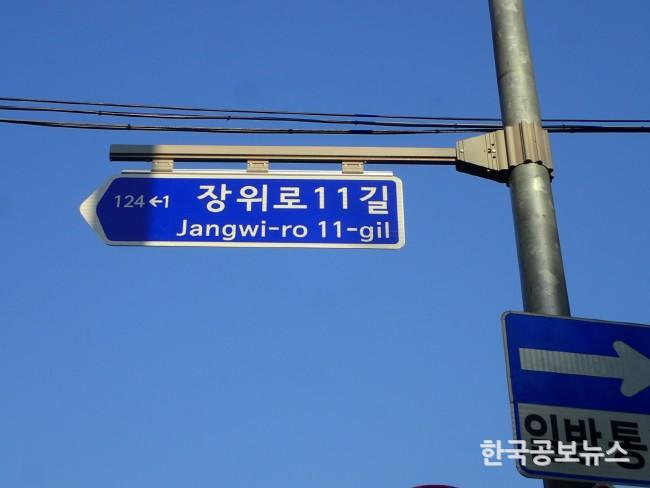 124←1 장위로11길
Jangwi-ro 11-gil
일방통
한국공보뉴스